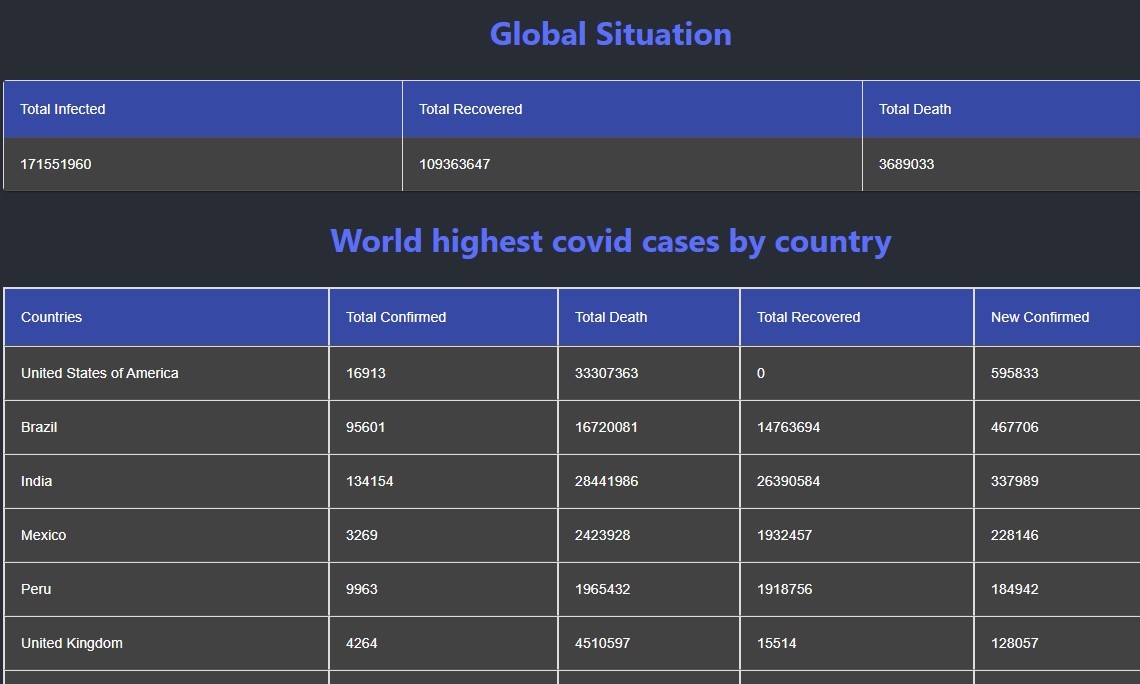 Global Situation
Total Infected Total Recovered Total Death
171551960 109363647 3689033
World highest covid cases by country
Countries Total Confirmed Total Death Total Recovered New Confirmed
United States of America 16913 33307363 0 595833
Brazil 95601 16720081 14763694 467706
India 134154 28441986 26390584 337989
Mexico 3269 2423928 1932457 228146
Peru 9963 1965432 1918756 184942
United Kingdom 4264 4510597 15514 128057